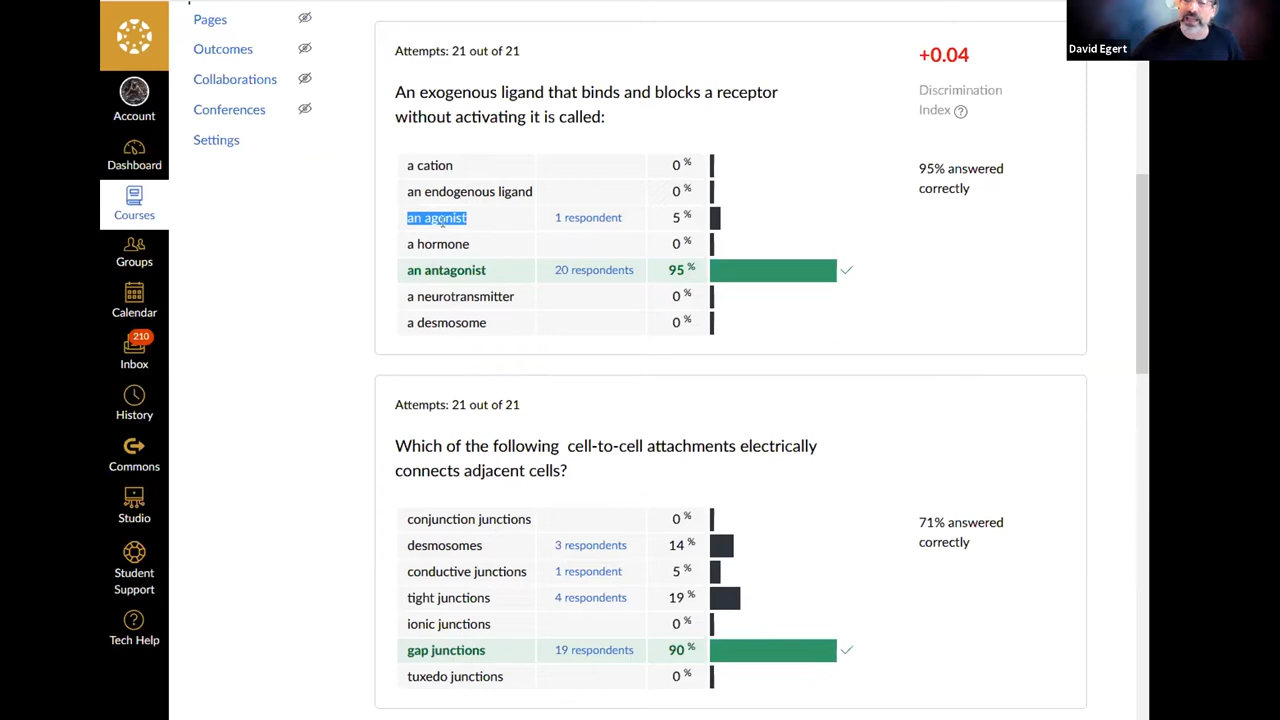 Pages
Outcomes
Collaborations
Conferences
Settings
Account
Dashboard
Courses
Groups
Calendar
210
Inbox
History
Commons
Studio
Student
Support
Tech Help
David Egert
Attempts: 21 out of 21
+0.04
Discrimination
Index ?
An exogenous ligand that binds and blocks a receptor
without activating it is called:
a cation 0 %
an endogenous ligand 0 %
an agonist 1 respondent 5 %
a hormone 0 %
an antagonist 20 respondents 95 %
a neurotransmitter 0 %
a desmosome 0 %
95% answered
correctly
Attempts: 21 out of 21
Which of the following cell-to-cell attachments electrically
connects adjacent cells?
conjunction junctions 0 %
desmosomes 3 respondents 14 %
conductive junctions 1 respondent 5 %
tight junctions 4 respondents 19 %
ionic junctions 0 %
gap junctions 19 respondents 90 %
tuxedo junctions 0 %
71% answered
correctly